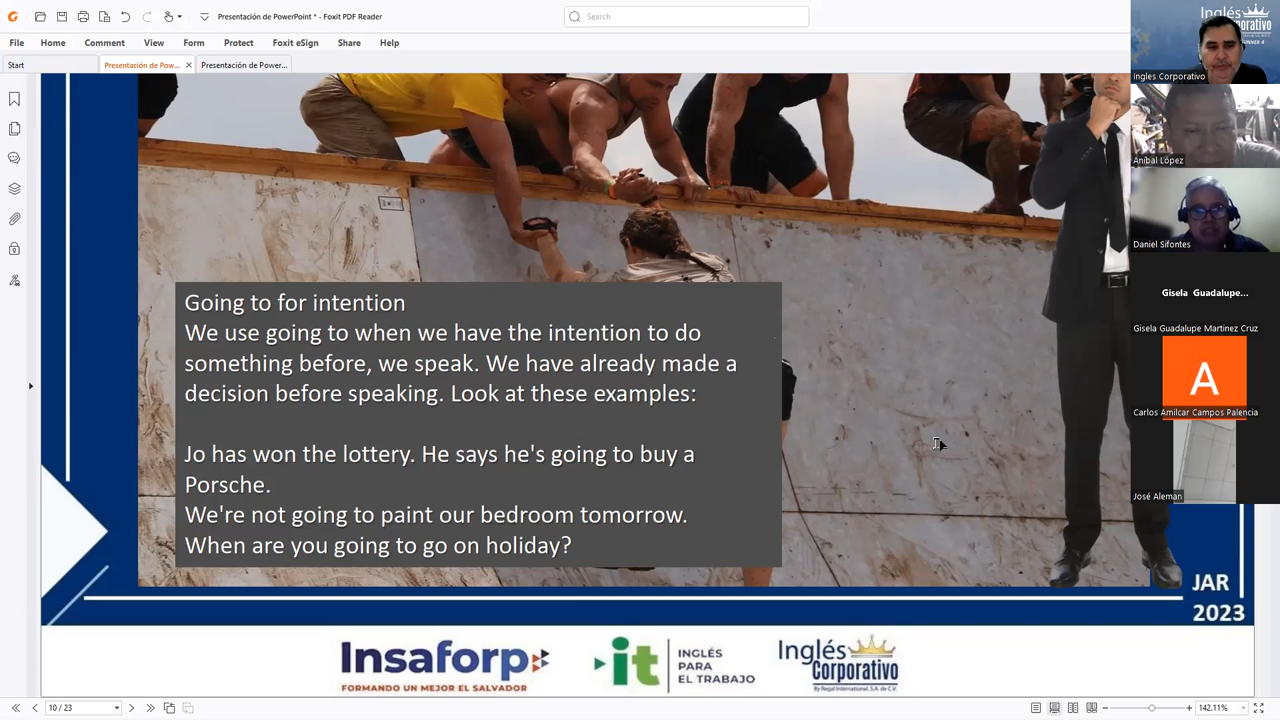 Presentación de PowerPoint * - Foxit PDF Reader
Search
File Home Comment View Form Protect Foxit eSign Share Help
Start
Presentación de Pow...
Presentación de Power...
Going to for intention
We use going to when we have the intention to do
something before, we speak. We have already made a
decision before speaking. Look at these examples:
Jo has won the lottery. He says he's going to buy a
Porsche.
We're not going to paint our bedroom tomorrow.
When are you going to go on holiday?
JAR
2023
Insaforp
FORMANDO UN MEJOR EL SALVADOR
it
INGLÉS
PARA
EL TRABAJO
Inglés
Corporativo
By Regal International, S.A. de C.V.
10 / 23
142.11%
Inglés
Ingles Corporativo
Aníbal López
Daniel Sifontes
Gisela Guadalupe...
Gisela Guadalupe Martinez Cruz
A
Carlos Amilcar Campos Palencia
José Aleman